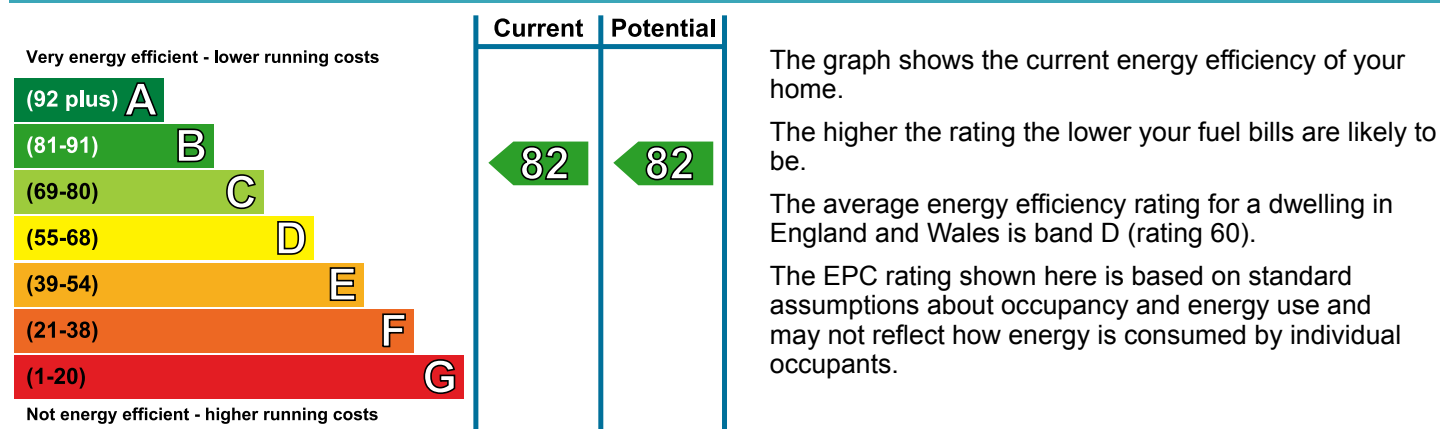 Current Potential
Very energy efficient - lower running costs
(92 plus) A
(81-91) B
82 82
(69-80) C
(55-68) D
(39-54) E
(21-38) F
(1-20) G
Not energy efficient - higher running costs
The graph shows the current energy efficiency of your
home.
The higher the rating the lower your fuel bills are likely to
be.
The average energy efficiency rating for a dwelling in
England and Wales is band D (rating 60).
The EPC rating shown here is based on standard
assumptions about occupancy and energy use and
may not reflect how energy is consumed by individual
occupants.